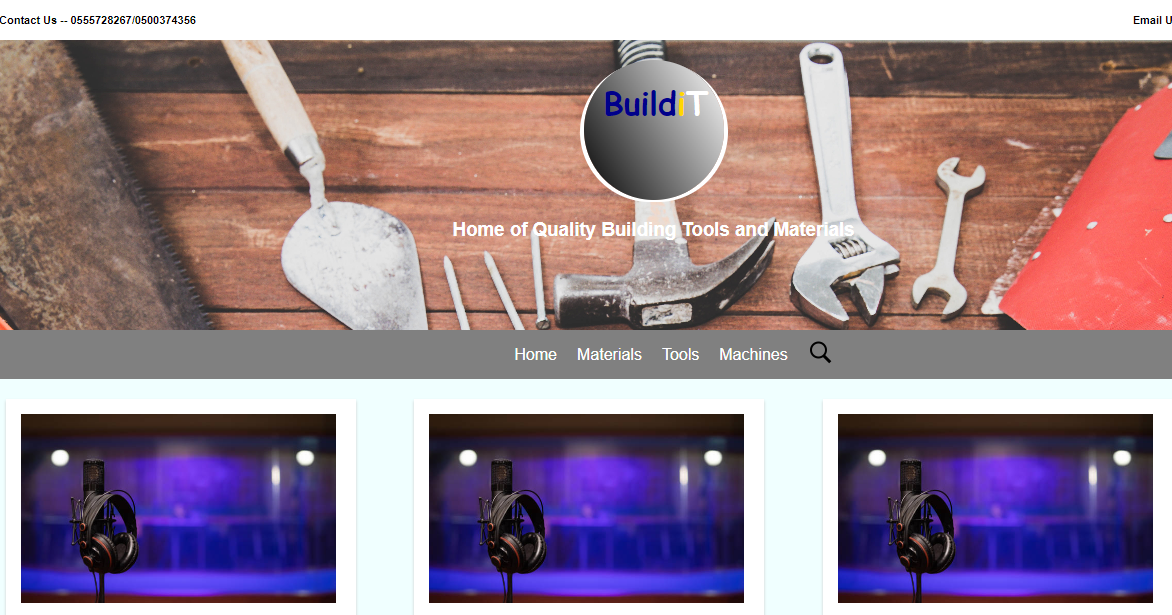 Contact Us -- 0555728267/0500374356
Email U
BuildiT
Home of Quality Building Tools and Materials
Home Materials Tools Machines